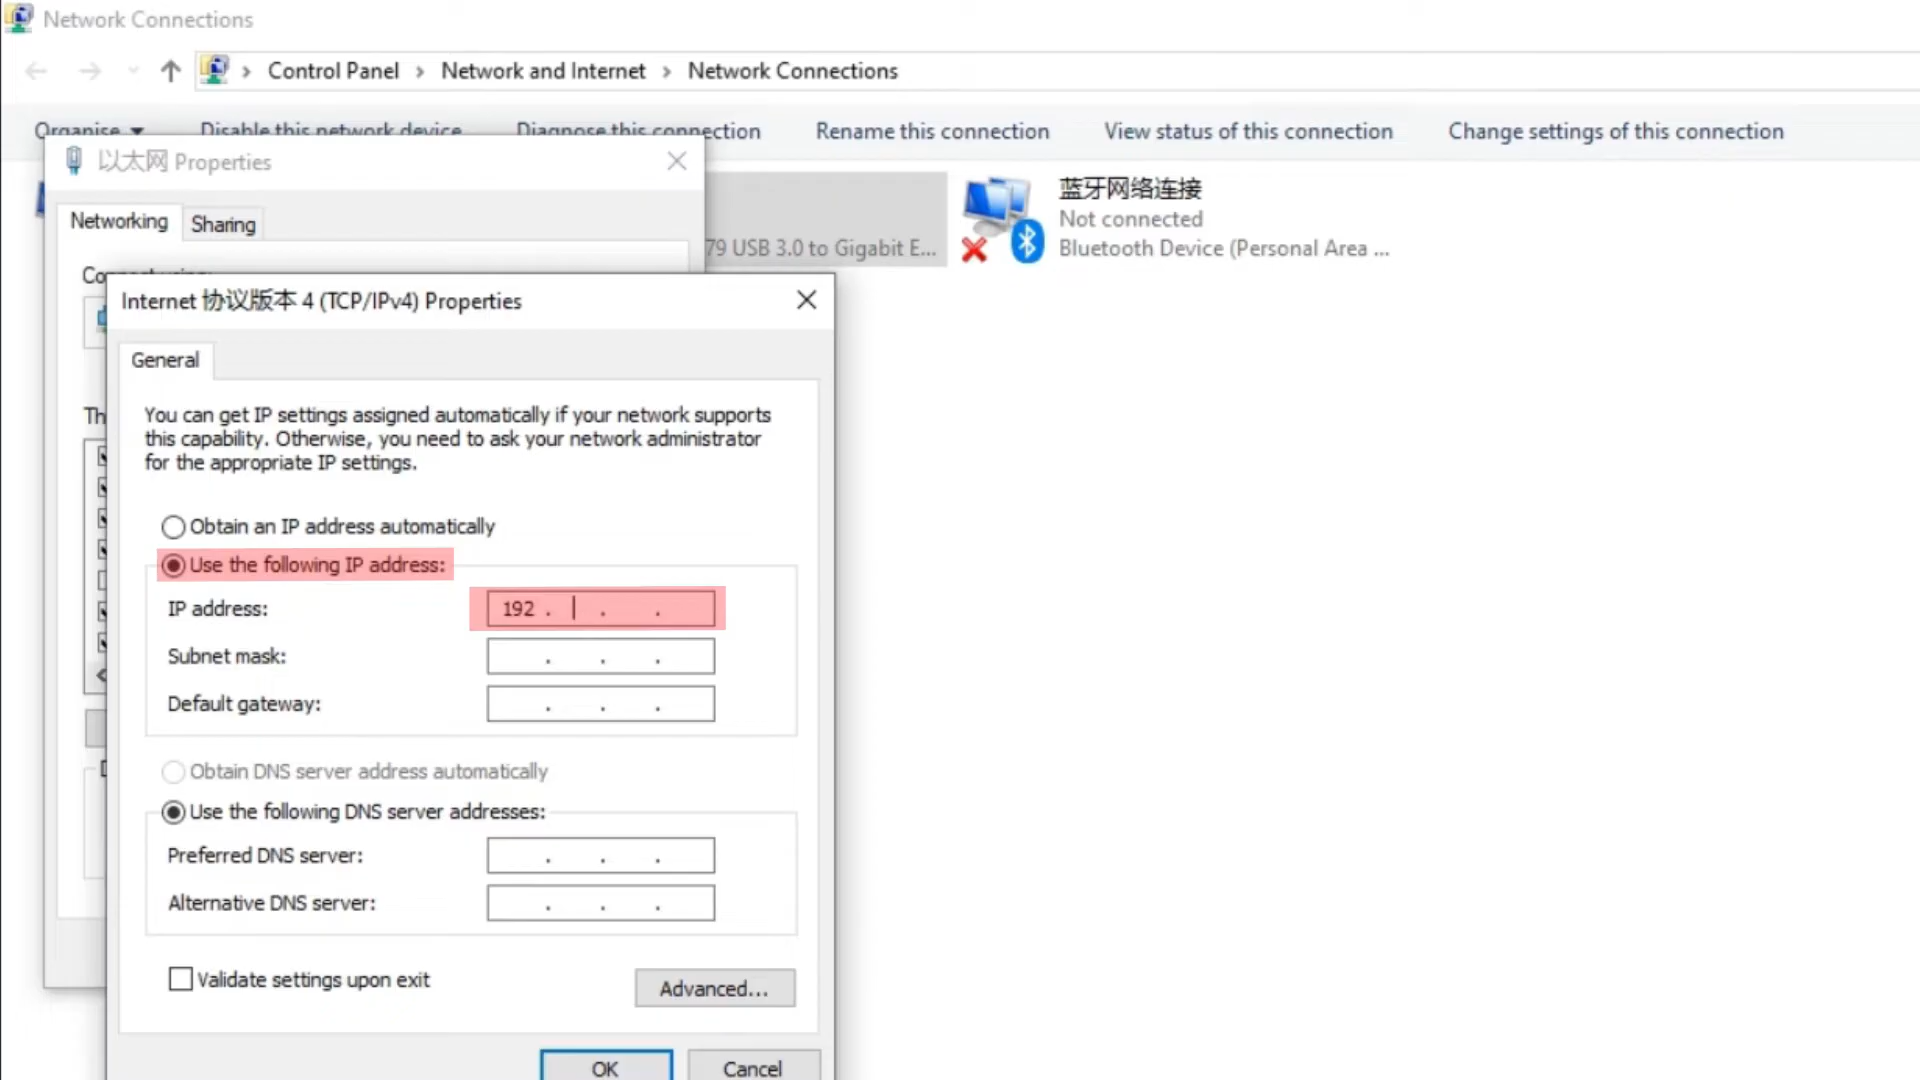 Network Connections
Control Panel > Network and Internet > Network Connections
Organise Disable this network device Diagnose this connection Rename this connection View status of this connection Change settings of this connection
以太网 Properties
Networking Sharing
蓝牙网络连接
Not connected
79 USB 3.0 to Gigabit E...
Bluetooth Device (Personal Area ...
Internet 协议版本 4 (TCP/IPv4) Properties
General
You can get IP settings assigned automatically if your network supports
this capability. Otherwise, you need to ask your network administrator
for the appropriate IP settings.
Obtain an IP address automatically
Use the following IP address:
IP address: 192 . . .
Subnet mask: . . .
Default gateway: . . .
Obtain DNS server address automatically
Use the following DNS server addresses:
Preferred DNS server: . . .
Alternative DNS server: . . .
Validate settings upon exit
Advanced...
OK Cancel